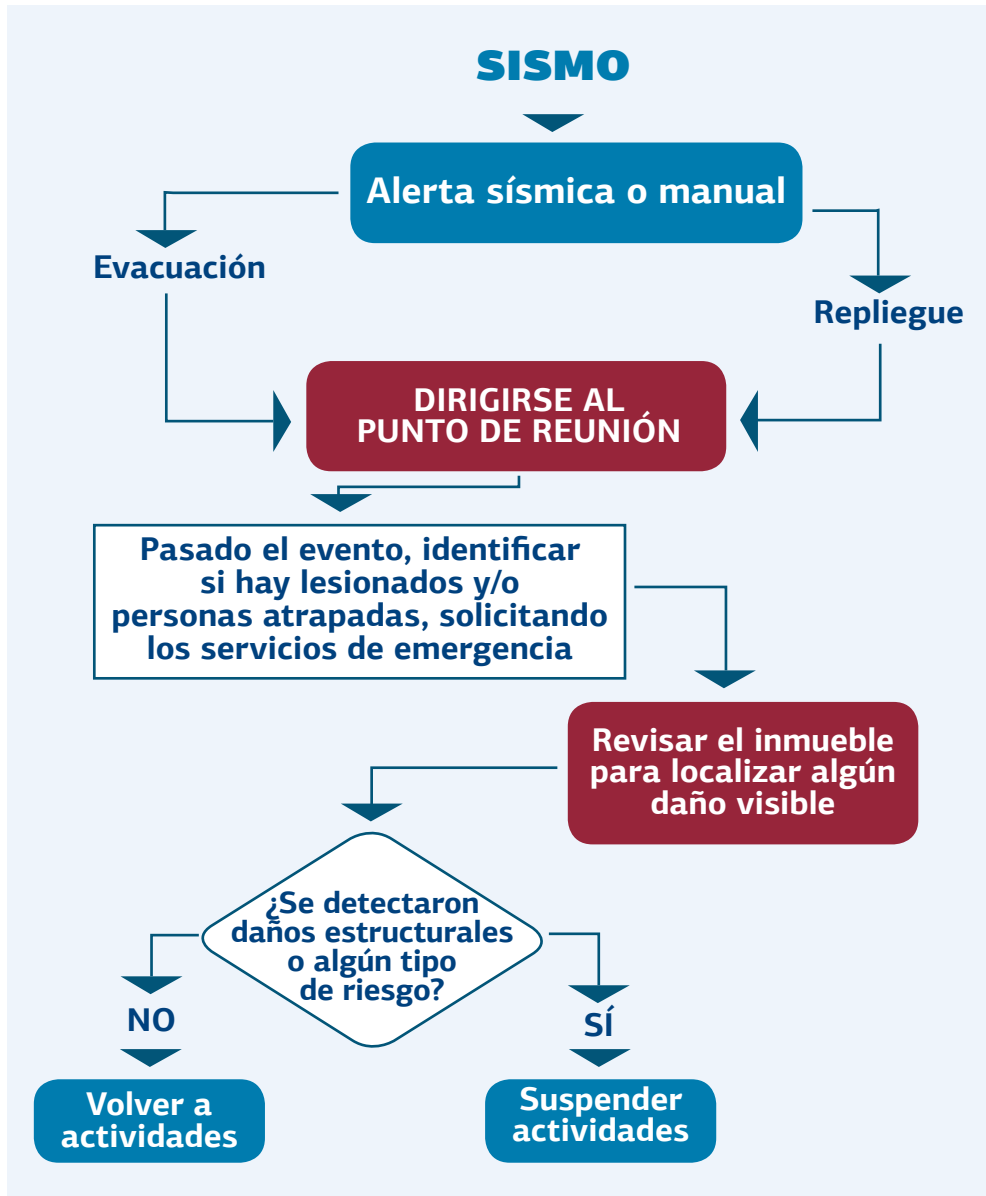 SISMO
Alerta sísmica o manual
Evacuación
Repliegue
DIRIGIRSE AL
PUNTO DE REUNIÓN
Pasado el evento, identificar
si hay lesionados y/o
personas atrapadas, solicitando
los servicios de emergencia
Revisar el inmueble
para localizar algún
daño visible
¿Se detectaron
daños estructurales
o algún tipo
de riesgo?
NO
SÍ
Volver a
actividades
Suspender
actividades